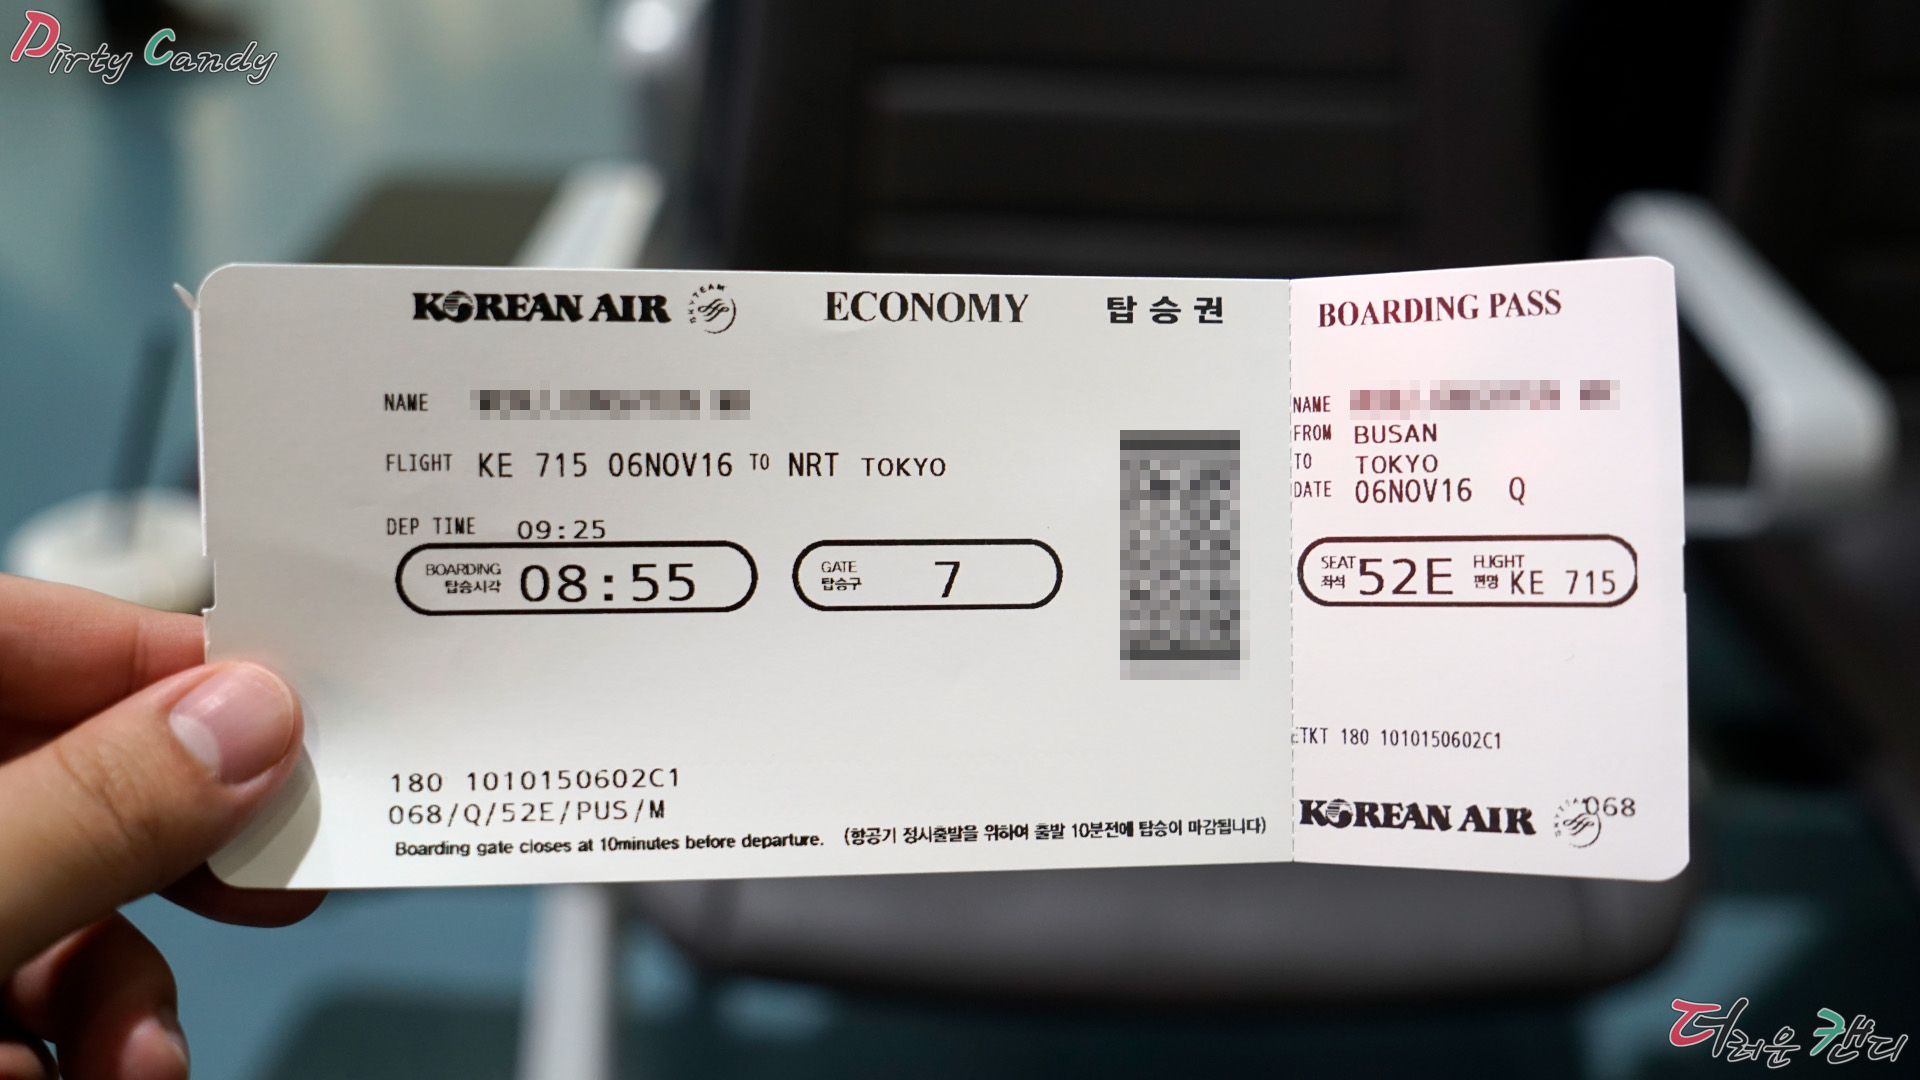 Dirty Candy
KOREAN AIR SKYTEAM ECONOMY 탑승권
NAME
FLIGHT KE 715 06NOV16 TO NRT TOKYO
DEP TIME 09:25
BOARDING 탑승시각 08:55
GATE 탑승구 7
180 1010150602C1
068/Q/52E/PUS/M
Boarding gate closes at 10minutes before departure. (항공기 정시출발을 위하여 출발 10분전에 탑승이 마감됩니다)
BOARDING PASS
NAME
FROM BUSAN
TO TOKYO
DATE 06NOV16 Q
SEAT 좌석 52E FLIGHT 편명 KE 715
ETKT 180 1010150602C1
KOREAN AIR 068
더러운 캔디